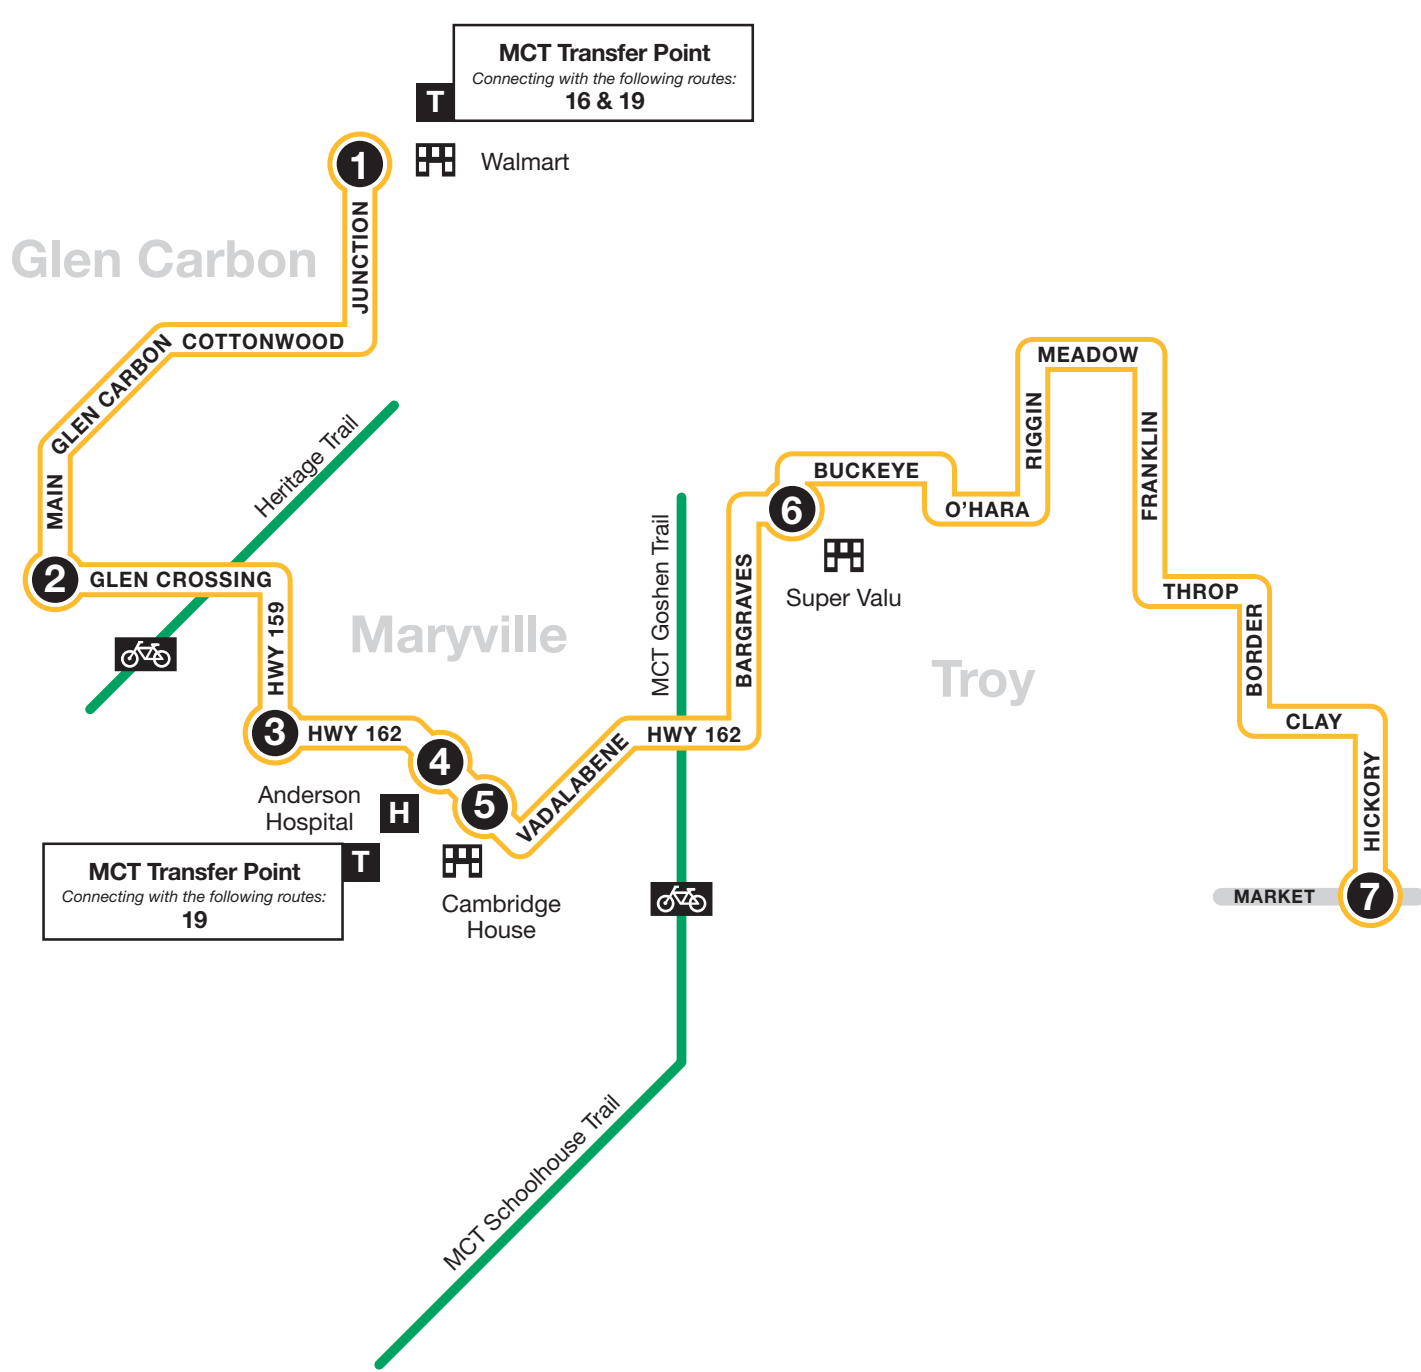 MCT Transfer Point
Connecting with the following routes:
16 & 19
T
1
Walmart
JUNCTION
Glen Carbon
COTTONWOOD
GLEN CARBON
MAIN
Heritage Trail
2
GLEN CROSSING
HWY 159
Maryville
3
HWY 162
4
5
Anderson
Hospital
H
T
MCT Transfer Point
Connecting with the following routes:
19
Cambridge
House
VADALABENE
HWY 162
MCT Goshen Trail
MCT Schoolhouse Trail
BARGRAVES
6
Super Valu
BUCKEYE
O'HARA
RIGGIN
MEADOW
FRANKLIN
Troy
THROP
BORDER
CLAY
HICKORY
MARKET
7